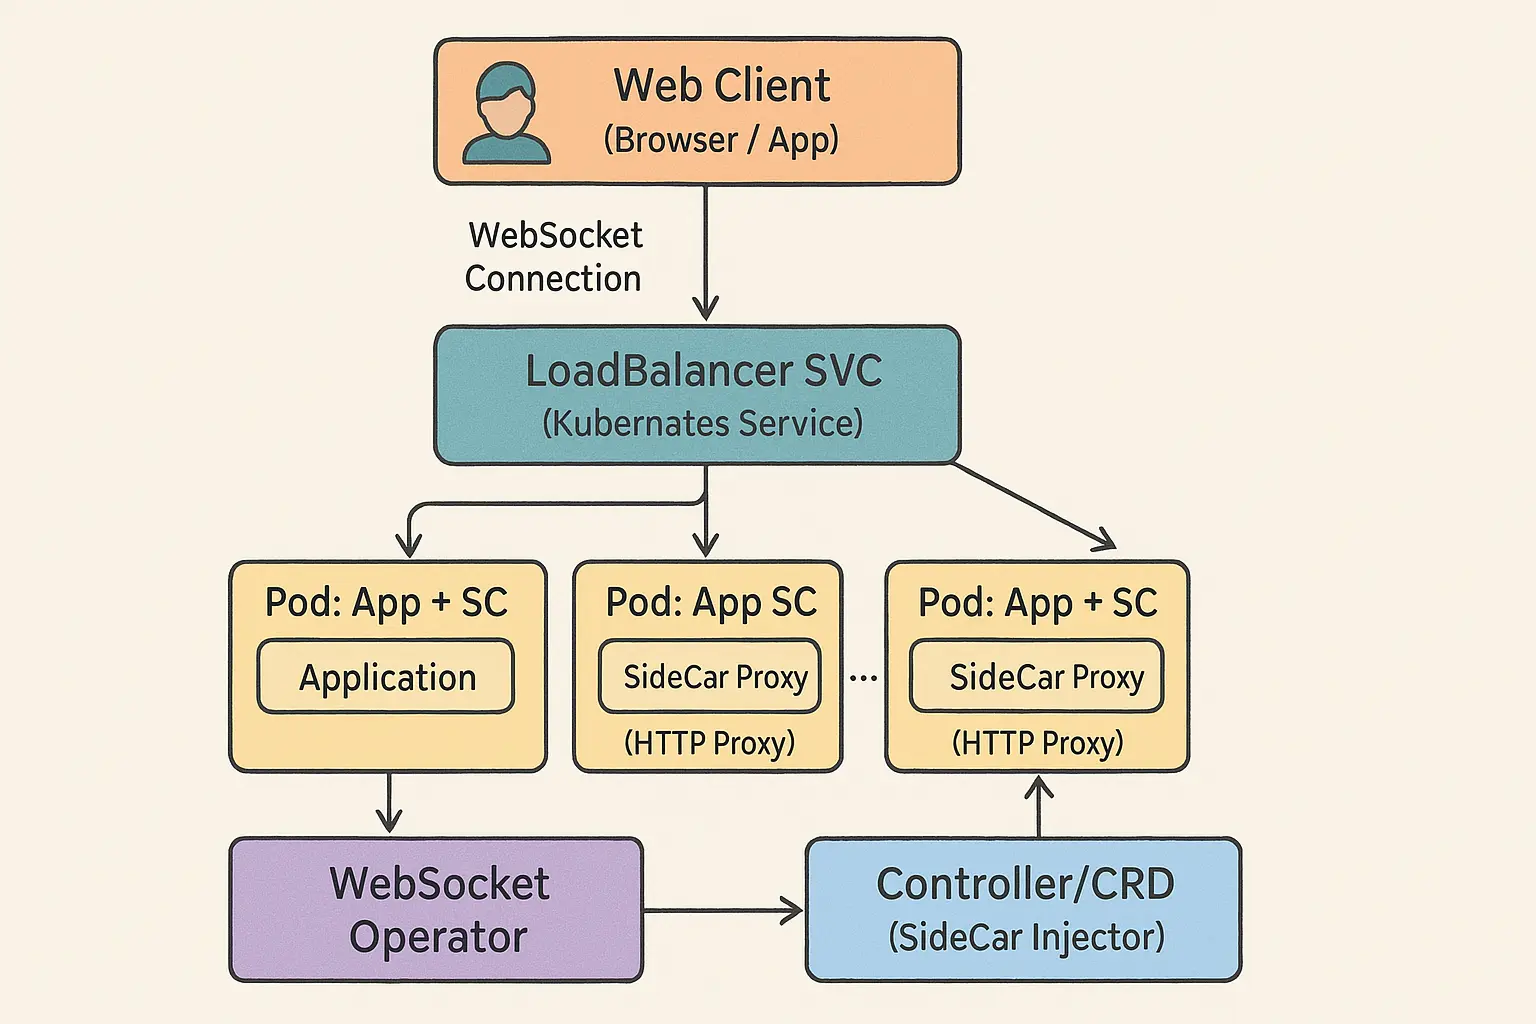 Web Client
(Browser / App)
WebSocket
Connection
LoadBalancer SVC
(Kubernates Service)
Pod: App + SC
Application
Pod: App SC
SideCar Proxy
(HTTP Proxy)
...
Pod: App + SC
SideCar Proxy
(HTTP Proxy)
WebSocket
Operator
Controller/CRD
(SideCar Injector)